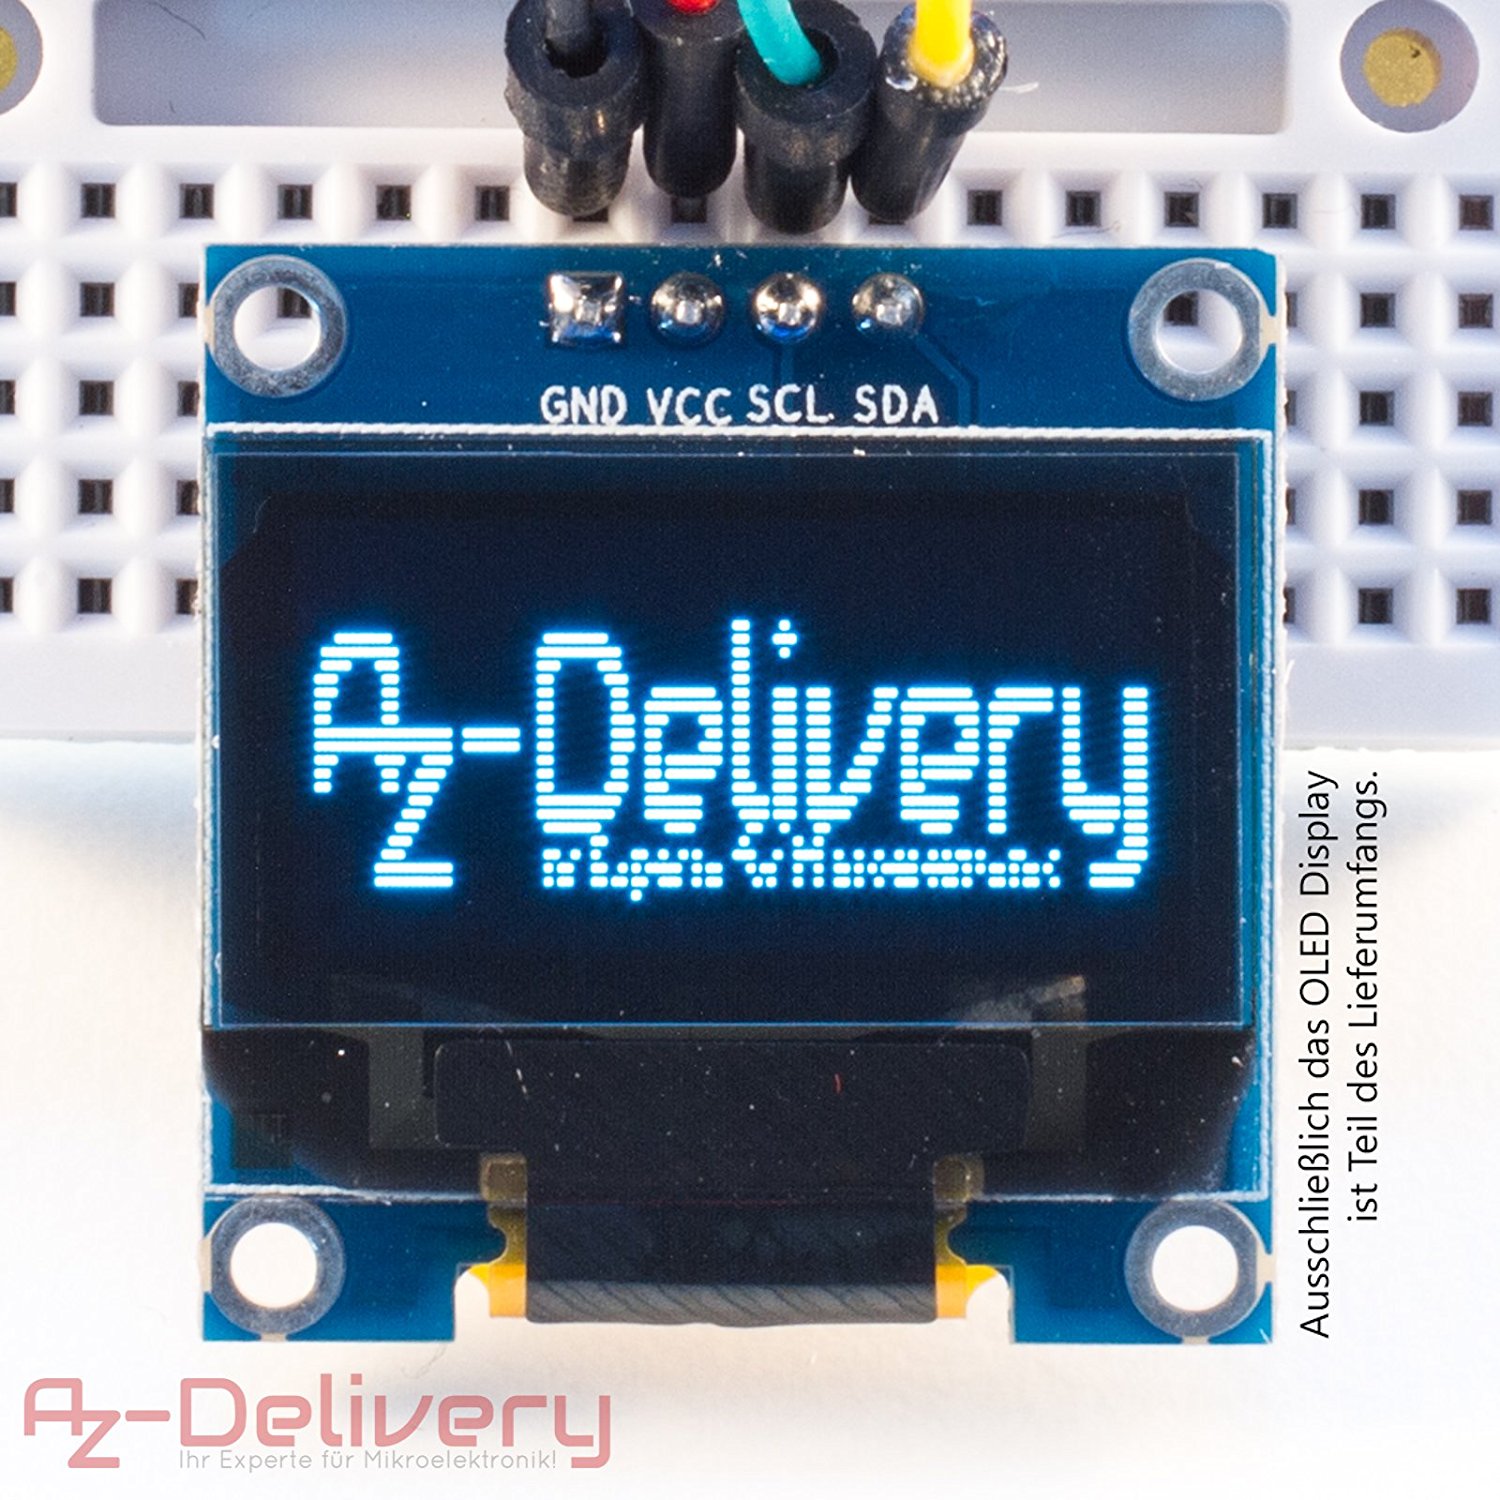 GND VCC SCL SDA
Az-Delivery
Ausschließlich das OLED Display
ist Teil des Lieferumfangs.
Az-Delivery
Ihr Experte für Mikroelektronik!